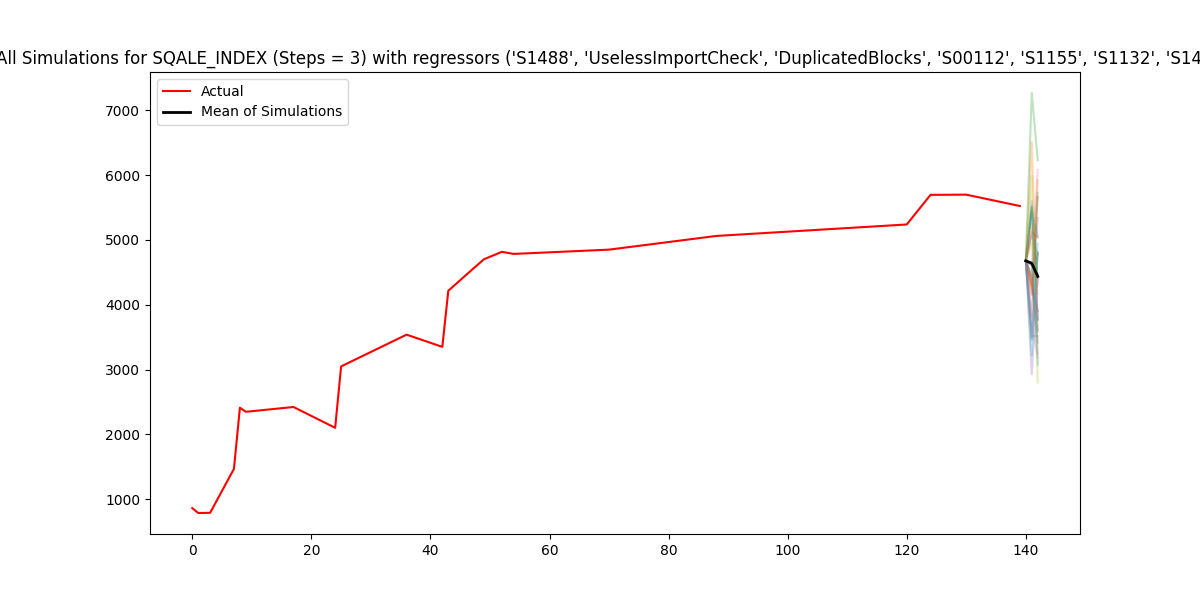 All Simulations for SQALE_INDEX (Steps = 3) with regressors ('S1488', 'UselessImportCheck', 'DuplicatedBlocks', 'S00112', 'S1155', 'S1132', 'S14
Actual
Mean of Simulations
7000
6000
5000
4000
3000
2000
1000
0 20 40 60 80 100 120 140